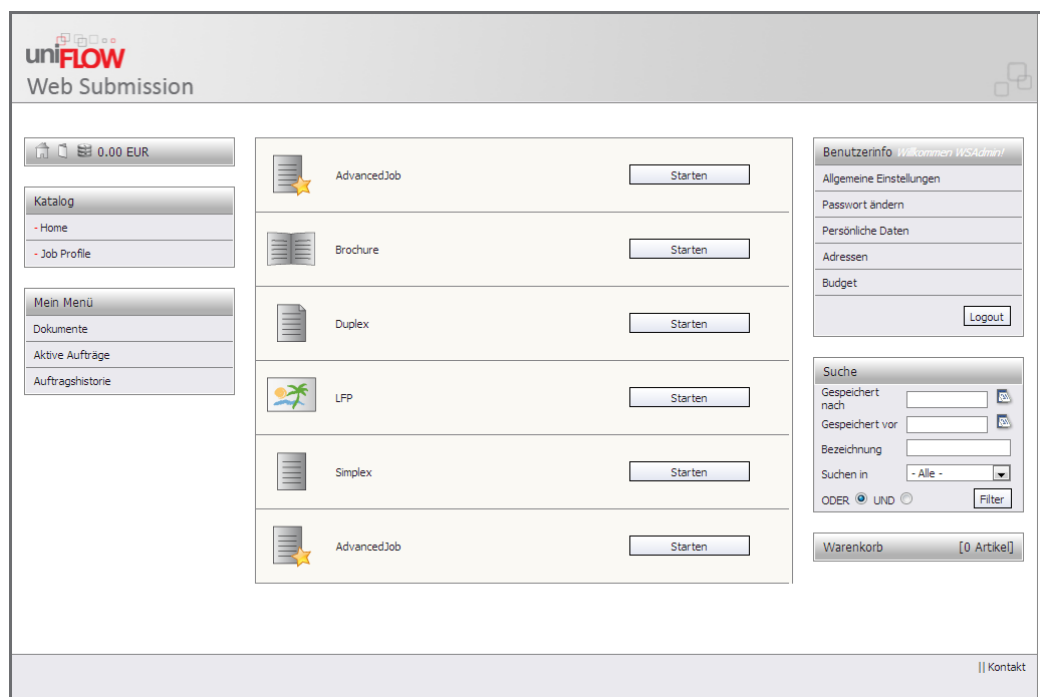 uniFLOW
Web Submission
0.00 EUR
Katalog
- Home
- Job Profile
Mein Menü
Dokumente
Aktive Aufträge
Auftragshistorie
AdvancedJob Starten
Brochure Starten
Duplex Starten
LFP Starten
Simplex Starten
AdvancedJob Starten
Benutzerinfo Willkommen WSAdmin!
Allgemeine Einstellungen
Passwort ändern
Persönliche Daten
Adressen
Budget
Logout
Suche
Gespeichert
nach
Gespeichert vor
Bezeichnung
Suchen in - Alle -
ODER UND Filter
Warenkorb [0 Artikel]
|| Kontakt